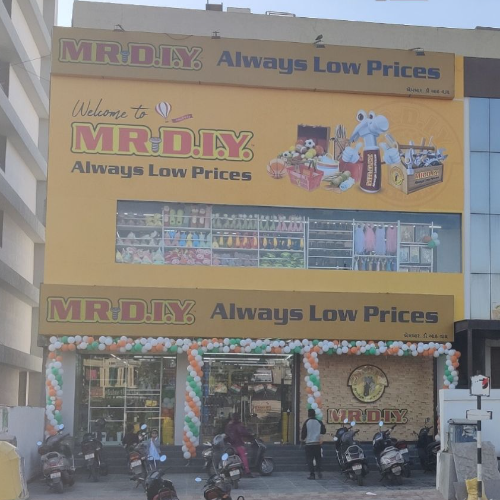 MR.D.I.Y. Always Low Prices
Welcome to
MR.D.I.Y.
Always Low Prices
MR.D.I.Y. Always Low Prices
MR.D.I.Y.